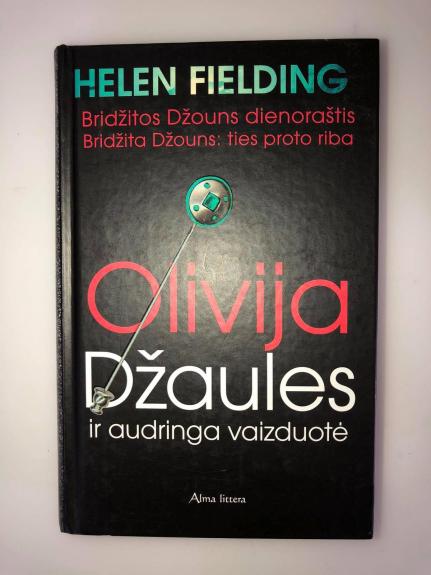 HELEN FIELDING
Bridžitos Džouns dienoraštis
Bridžita Džouns: ties proto riba
Olivija
Džaules
ir audringa vaizduotė
Alma littera